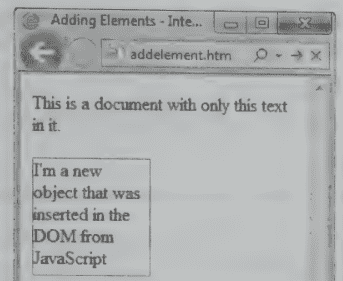 Adding Elements - Inte...
addelement.htm
This is a document with only this text
in it.
I'm a new
object that was
inserted in the
DOM from
JavaScript